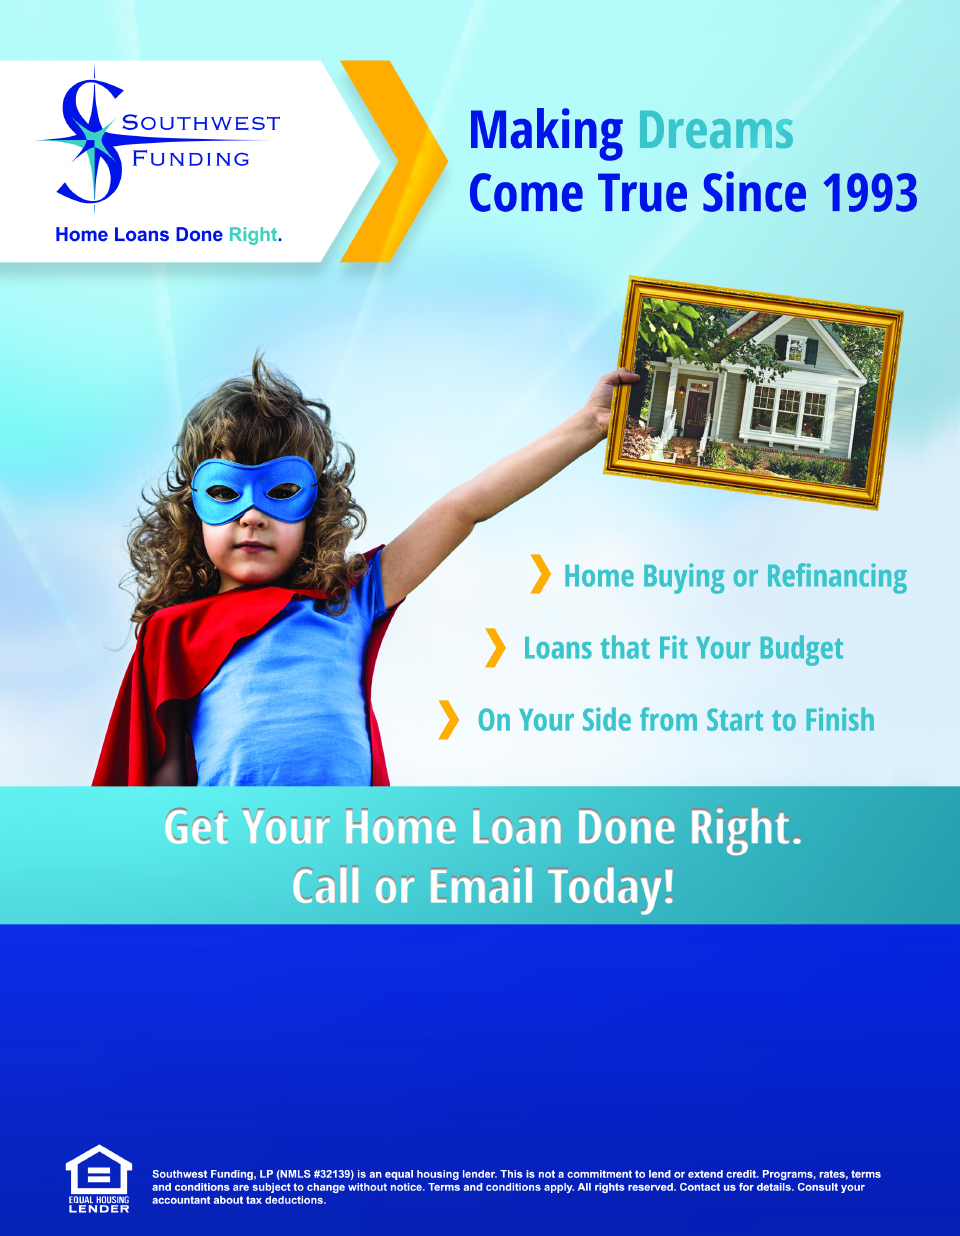 Southwest
Funding
Home Loans Done Right.
Making Dreams
Come True Since 1993
Home Buying or Refinancing
Loans that Fit Your Budget
On Your Side from Start to Finish
Get Your Home Loan Done Right.
Call or Email Today!
EQUAL HOUSING
LENDER
Southwest Funding, LP (NMLS #32139) is an equal housing lender. This is not a commitment to lend or extend credit. Programs, rates, terms
and conditions are subject to change without notice. Terms and conditions apply. All rights reserved. Contact us for details. Consult your
accountant about tax deductions.